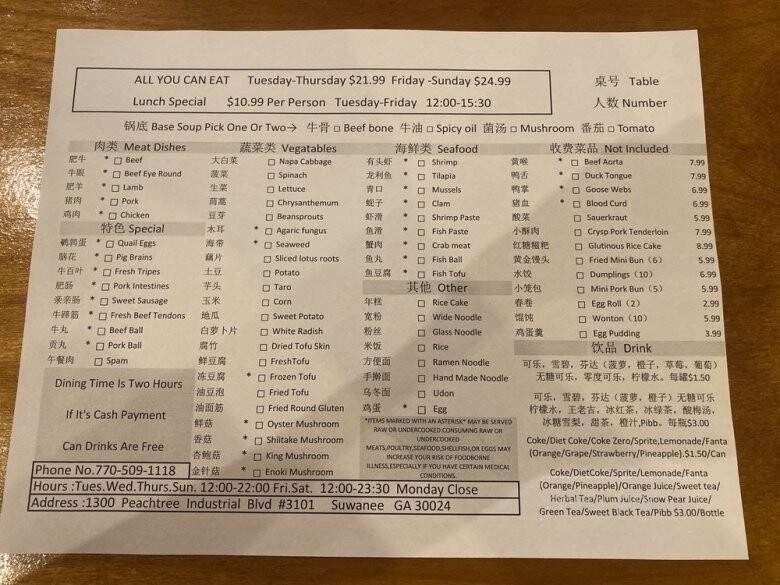 ALL YOU CAN EAT Tuesday-Thursday $21.99 Friday -Sunday $24.99
Lunch Special $10.99 Per Person Tuesday-Friday 12:00-15:30
桌号 Table
人数 Number
锅底 Base Soup Pick One Or Two→ 牛骨 □ Beef bone 牛油 □ Spicy oil 菌汤 □ Mushroom 番茄 □ Tomato
肉类 Meat Dishes
肥牛 * □ Beef
牛眼 * □ Beef Eye Round
肥羊 * □ Lamb
猪肉 * □ Pork
鸡肉 * □ Chicken
特色 Special
鹌鹑蛋 * □ Quail Eggs
脑花 * □ Pig Brains
牛百叶 * □ Fresh Tripes
肥肠 * □ Pork Intestines
亲亲肠 * □ Sweet Sausage
牛蹄筋 * □ Fresh Beef Tendons
牛丸 * □ Beef Ball
贡丸 * □ Pork Ball
午餐肉 □ Spam
Dining Time Is Two Hours
If It's Cash Payment
Can Drinks Are Free
蔬菜类 Vegatables
大白菜 □ Napa Cabbage
菠菜 □ Spinach
生菜 □ Lettuce
茼蒿 □ Chrysanthemum
豆芽 □ Beansprouts
木耳 * □ Agaric fungus
海带 * □ Seaweed
藕片 □ Sliced lotus roots
土豆 □ Potato
芋头 □ Taro
玉米 □ Corn
地瓜 □ Sweet Potato
白萝卜片 □ White Radish
腐竹 □ Dried Tofu Skin
鲜豆腐 □ FreshTofu
冻豆腐 * □ Frozen Tofu
油豆泡 □ Fried Tofu
油面筋 □ Fried Round Gluten
鲜菇 * □ Oyster Mushroom
香菇 * □ Shiitake Mushroom
杏鲍菇 * □ King Mushroom
金针菇 * □ Enoki Mushroom
海鲜类 Seafood
有头虾 * □ Shrimp
龙利鱼 * □ Tilapia
青口 * □ Mussels
蚬子 * □ Clam
虾滑 * □ Shrimp Paste
鱼滑 * □ Fish Paste
蟹肉 * □ Crab meat
鱼丸 * □ Fish Ball
鱼豆腐 * □ Fish Tofu
其他 Other
年糕 □ Rice Cake
宽粉 □ Wide Noodle
粉丝 □ Glass Noodle
米饭 □ Rice
方便面 □ Ramen Noodle
手擀面 □ Hand Made Noodle
乌冬面 □ Udon
鸡蛋 * □ Egg
*ITEMS MARKED WITH AN ASTERISK* MAY BE SERVED
RAW OR UNDERCOOKED CONSUMING RAW OR
UNDERCOOKED
MEATS,POULTRY,SEAFOOD,SHELLFISH,OR EGGS MAY
INCREASE YOUR RISK OF FOODBORNE
ILLNESS,ESPECIALLY IF YOU HAVE CERTAIN MEDICAL
CONDITIONS.
收费菜品 Not Included
黄喉 * □ Beef Aorta 7.99
鸭舌 * □ Duck Tongue 7.99
鸭掌 * □ Goose Webs 6.99
猪血 * □ Blood Curd 6.99
酸菜 □ Sauerkraut 5.99
小酥肉 □ Crysp Pork Tenderloin 7.99
红糖糍粑 □ Glutinous Rice Cake 8.99
黄金馒头 □ Fried Mini Bun（6） 5.99
水饺 □ Dumplings（10） 6.99
小笼包 □ Mini Pork Bun（5） 5.99
春卷 □ Egg Roll（2） 2.99
馄饨 □ Wonton（10） 5.99
鸡蛋羹 □ Egg Pudding 3.99
饮品 Drink
可乐，雪碧，芬达（菠萝，橙子，草莓，葡萄）
无糖可乐，零度可乐，柠檬水。每罐$1.50
可乐，雪碧，芬达（菠萝，橙子）无糖可乐
柠檬水，王老吉，冰红茶，冰绿茶，酸梅汤，
冰糖雪梨，甜茶，橙汁,Pibb。每瓶$3.00
Coke/Diet Coke/Coke Zero/Sprite/Lemonade/Fanta
(Orange/Grape/Strawberry/Pineapple).$1.50/Can
Coke/DietCoke/Sprite/Lemonade/Fanta
(Orange/Pineapple)/Orange Juice/Sweet tea/
Herbal Tea/Plum Juice/Snow Pear Juice/
Green Tea/Sweet Black Tea/Pibb $3.00/Bottle
Phone No.770-509-1118
Hours :Tues.Wed.Thurs.Sun. 12:00-22:00 Fri.Sat. 12:00-23:30 Monday Close
Address :1300 Peachtree Industrial Blvd #3101 Suwanee GA 30024